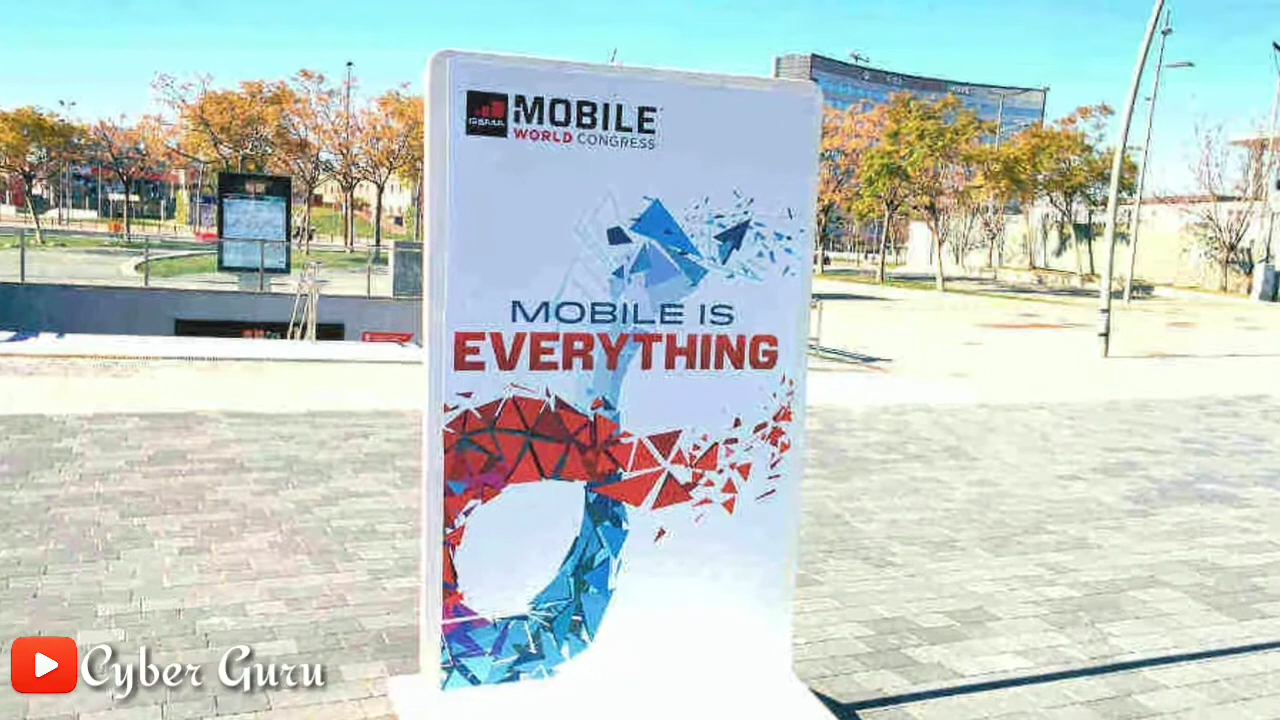 GSMA
MOBILE
WORLD CONGRESS
MOBILE IS
EVERYTHING
Cyber Guru